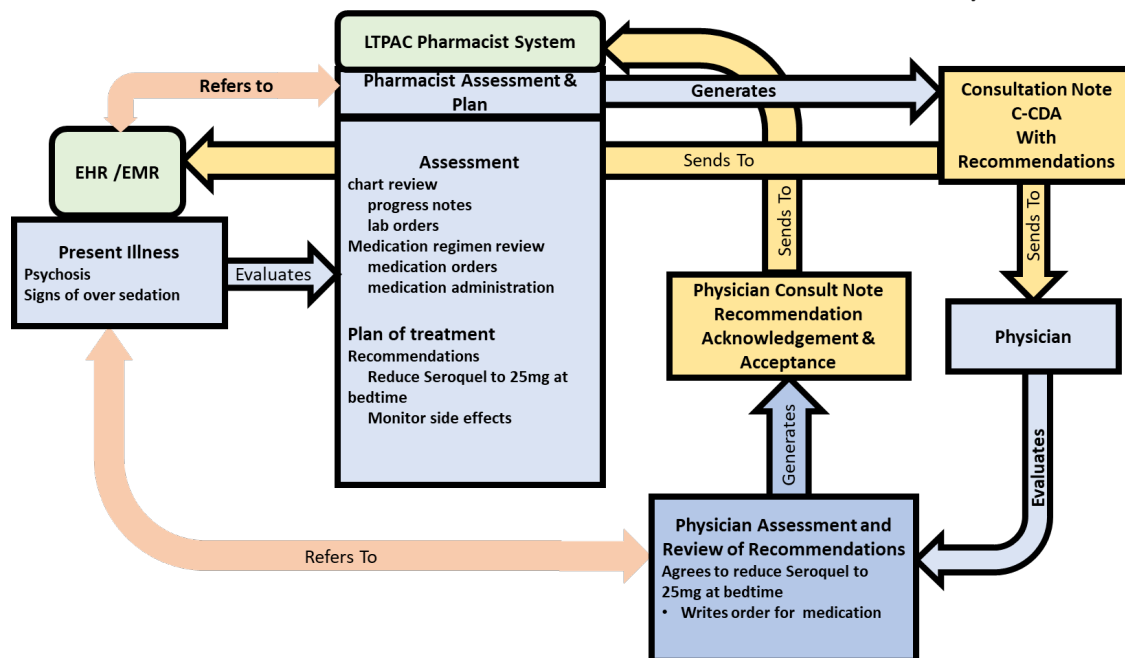 LTPAC Pharmacist System
Refers to
Pharmacist Assessment &
Plan
Generates
Consultation Note
C-CDA
With
Recommendations
EHR /EMR
Sends To
Assessment
chart review
progress notes
lab orders
Medication regimen review
medication orders
medication administration
Plan of treatment
Recommendations
Reduce Seroquel to 25mg at
bedtime
Monitor side effects
Present Illness
Psychosis
Signs of over sedation
Evaluates
Sends To
Sends To
Physician Consult Note
Recommendation
Acknowledgement &
Acceptance
Physician
Generates
Evaluates
Physician Assessment and
Review of Recommendations
Agrees to reduce Seroquel to
25mg at bedtime
• Writes order for medication
Refers To